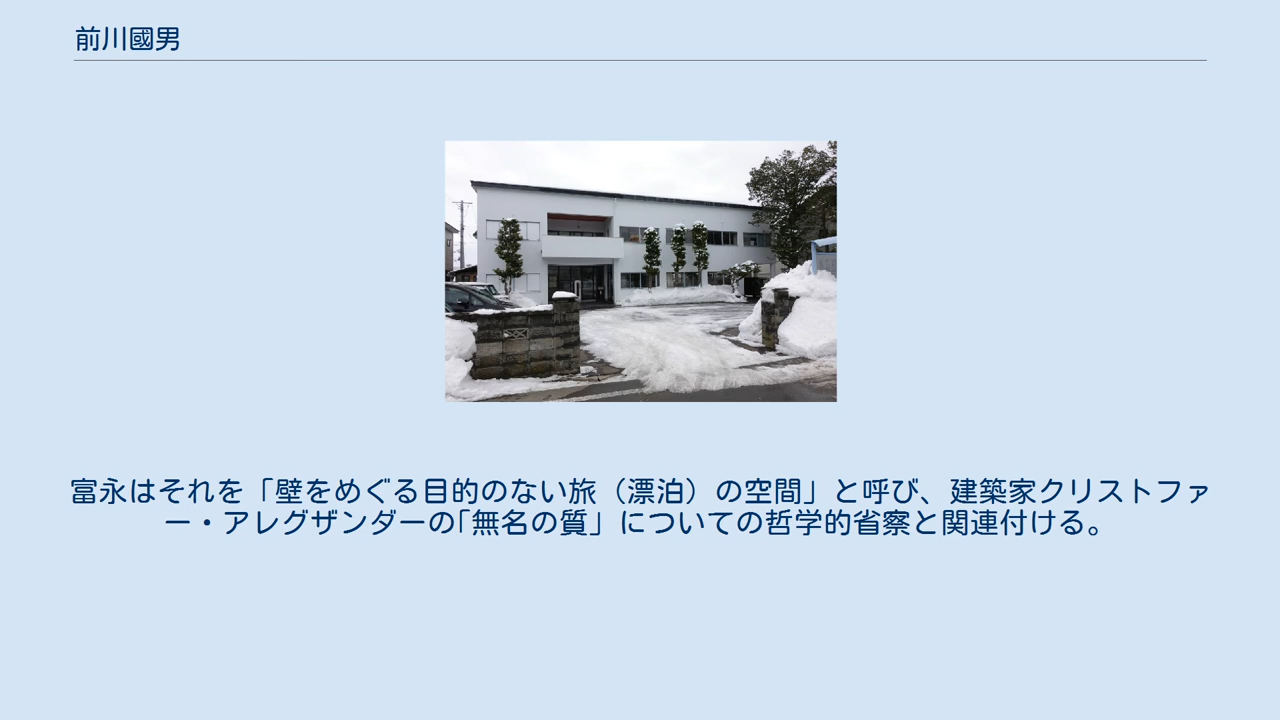 前川國男
富永はそれを「壁をめぐる目的のない旅（漂泊）の空間」と呼び、建築家クリストファ
ー・アレグザンダーの「無名の質」についての哲学的省察と関連付ける。